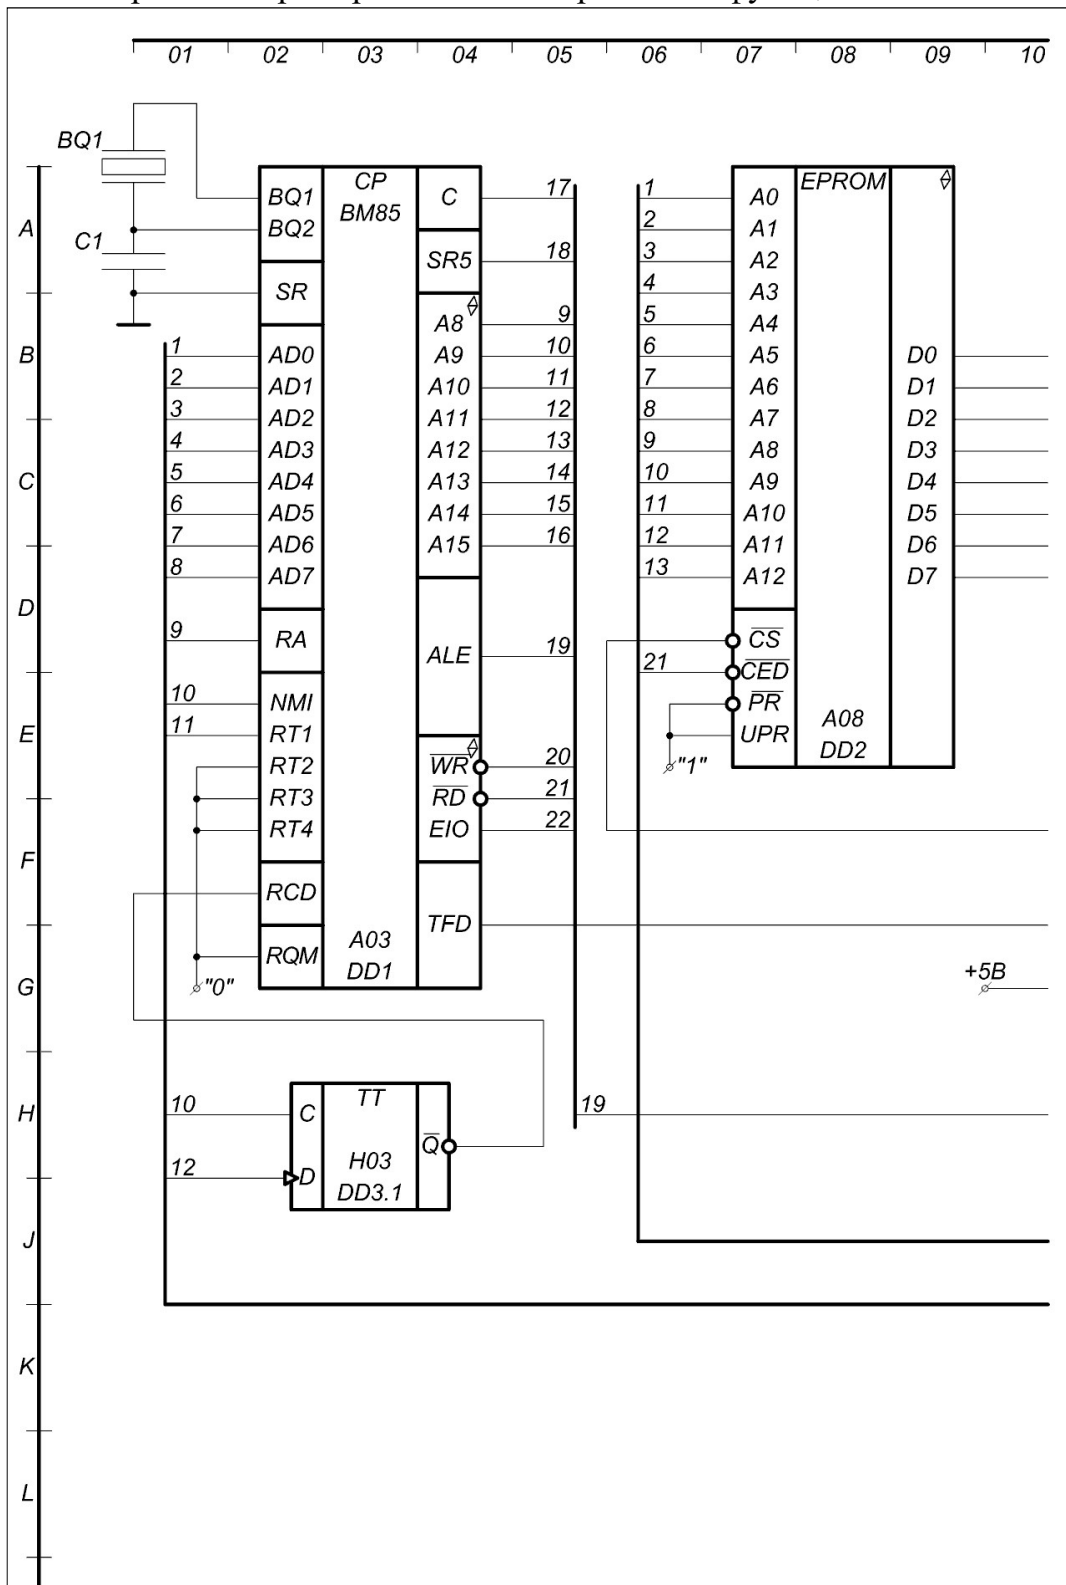 01 02 03 04 05 06 07 08 09 10
BQ1
C1
A
B
C
D
E
F
G
H
J
K
L
CP
BM85
BQ1
BQ2
SR
AD0
AD1
AD2
AD3
AD4
AD5
AD6
AD7
RA
NMI
RT1
RT2
RT3
RT4
RCD
RQM
A03
DD1
C
SR5
A8
A9
A10
A11
A12
A13
A14
A15
ALE
WR
RD
EIO
TFD
1
2
3
4
5
6
7
8
9
10
11
"0"
17
18
9
10
11
12
13
14
15
16
19
20
21
22
19
1
2
3
4
5
6
7
8
9
10
11
12
13
21
"1"
EPROM
A0
A1
A2
A3
A4
A5
A6
A7
A8
A9
A10
A11
A12
CS
CED
PR
UPR
A08
DD2
D0
D1
D2
D3
D4
D5
D6
D7
+5В
10
12
C
D
TT
H03
DD3.1
Q